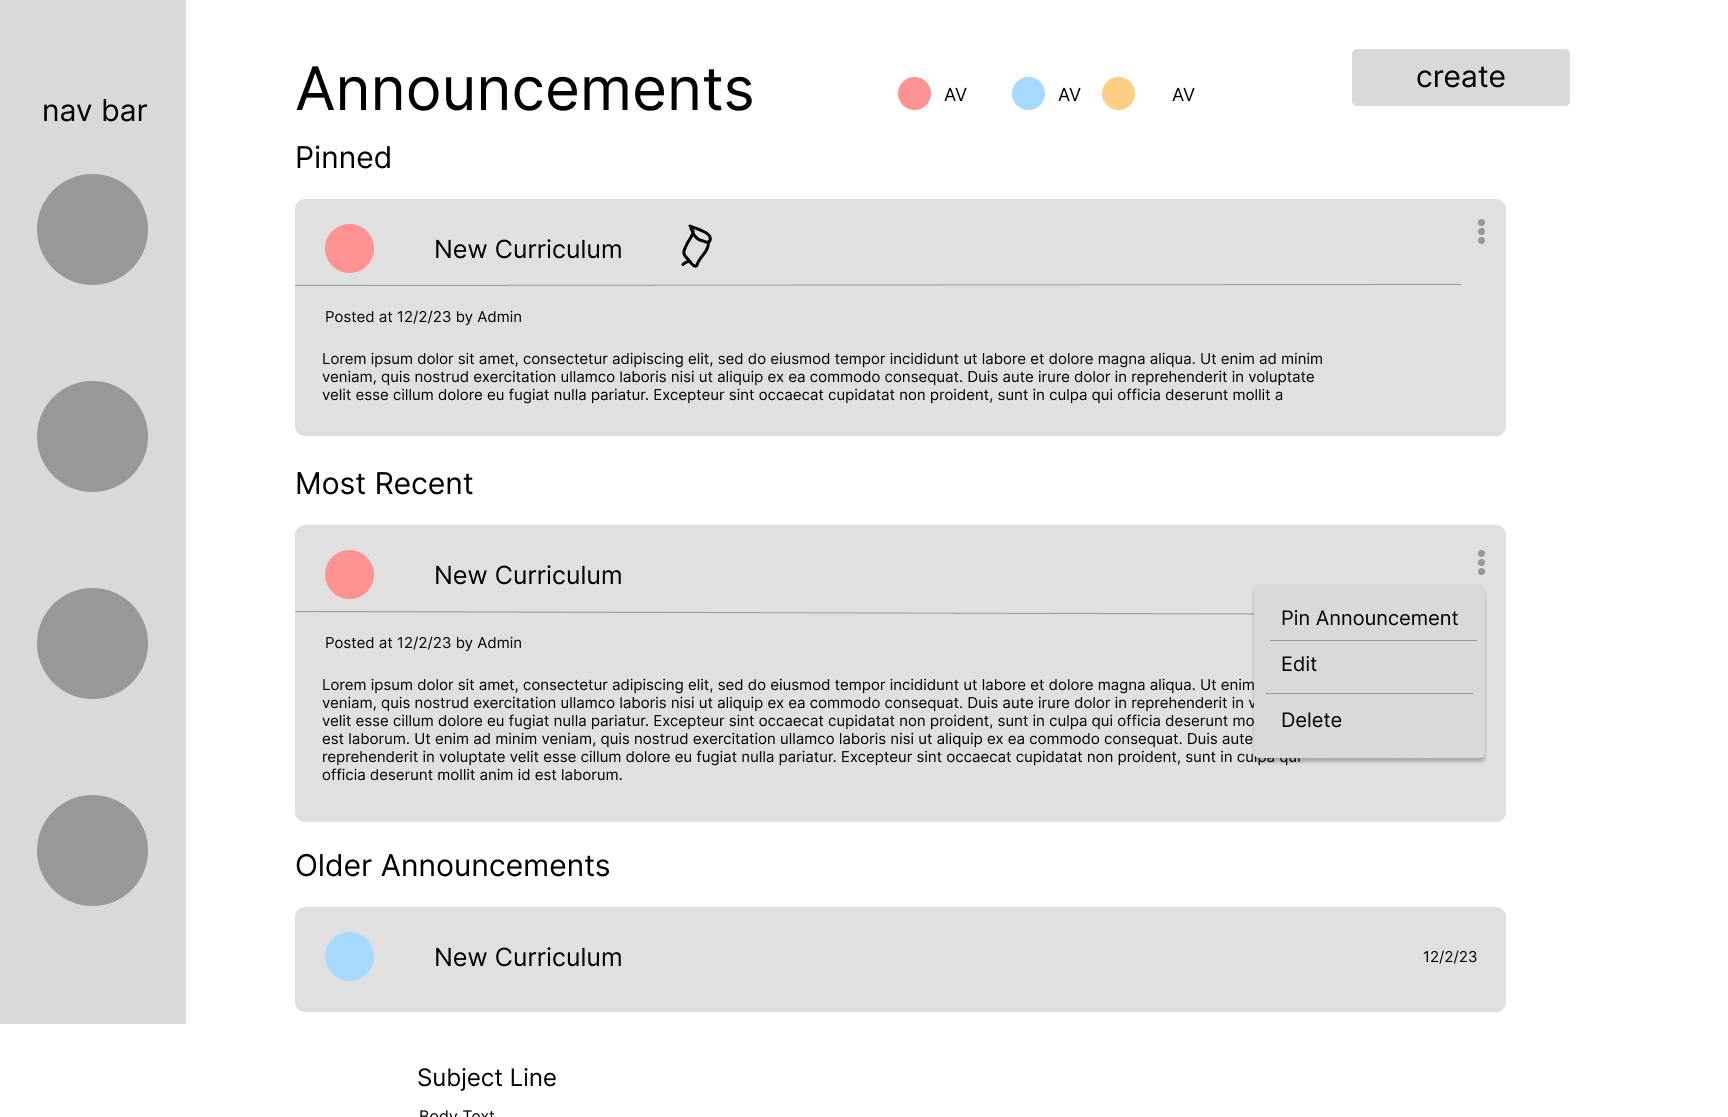 nav bar
Announcements
AV
AV
AV
create
Pinned
New Curriculum
Posted at 12/2/23 by Admin
Lorem ipsum dolor sit amet, consectetur adipiscing elit, sed do eiusmod tempor incididunt ut labore et dolore magna aliqua. Ut enim ad minim
veniam, quis nostrud exercitation ullamco laboris nisi ut aliquip ex ea commodo consequat. Duis aute irure dolor in reprehenderit in voluptate
velit esse cillum dolore eu fugiat nulla pariatur. Excepteur sint occaecat cupidatat non proident, sunt in culpa qui officia deserunt mollit a
Most Recent
New Curriculum
Posted at 12/2/23 by Admin
Lorem ipsum dolor sit amet, consectetur adipiscing elit, sed do eiusmod tempor incididunt ut labore et dolore magna aliqua. Ut enim
veniam, quis nostrud exercitation ullamco laboris nisi ut aliquip ex ea commodo consequat. Duis aute irure dolor in reprehenderit in v
velit esse cillum dolore eu fugiat nulla pariatur. Excepteur sint occaecat cupidatat non proident, sunt in culpa qui officia deserunt mo
est laborum. Ut enim ad minim veniam, quis nostrud exercitation ullamco laboris nisi ut aliquip ex ea commodo consequat. Duis aute
reprehenderit in voluptate velit esse cillum dolore eu fugiat nulla pariatur. Excepteur sint occaecat cupidatat non proident, sunt in culpa qui
officia deserunt mollit anim id est laborum.
Pin Announcement
Edit
Delete
Older Announcements
New Curriculum
12/2/23
Subject Line
Body Text